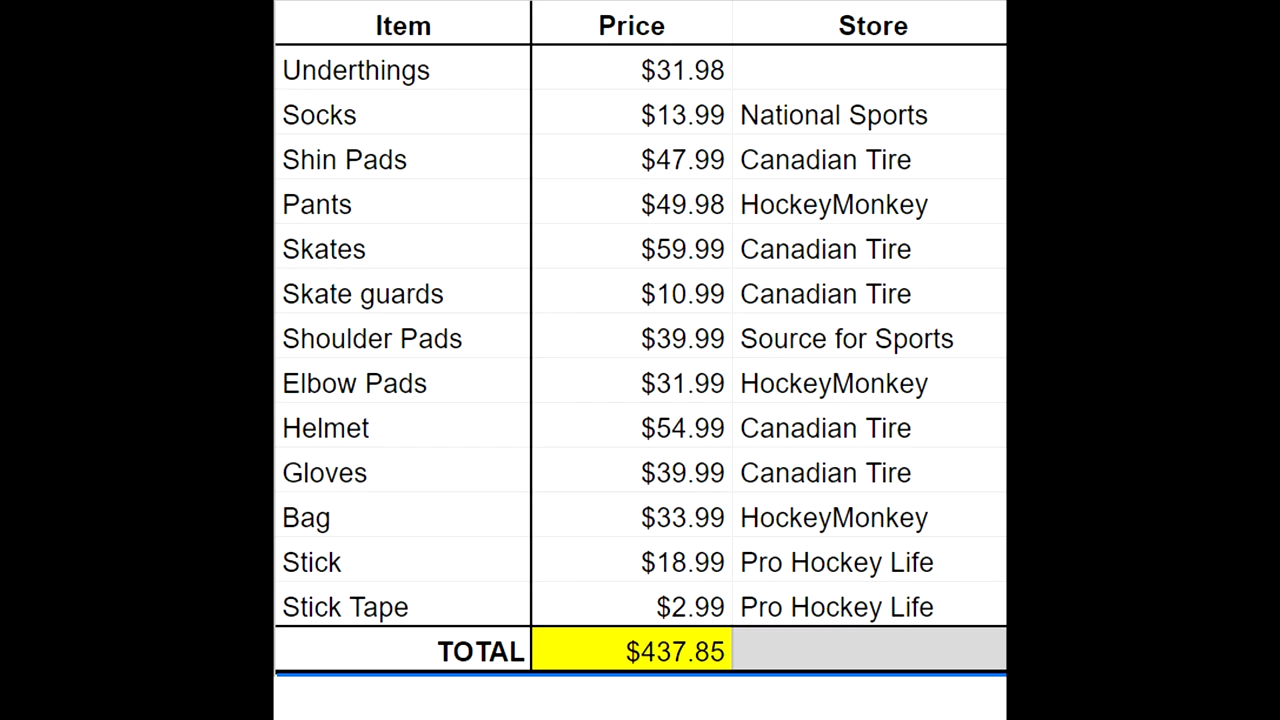 Item Price Store
Underthings $31.98
Socks $13.99 National Sports
Shin Pads $47.99 Canadian Tire
Pants $49.98 HockeyMonkey
Skates $59.99 Canadian Tire
Skate guards $10.99 Canadian Tire
Shoulder Pads $39.99 Source for Sports
Elbow Pads $31.99 HockeyMonkey
Helmet $54.99 Canadian Tire
Gloves $39.99 Canadian Tire
Bag $33.99 HockeyMonkey
Stick $18.99 Pro Hockey Life
Stick Tape $2.99 Pro Hockey Life
TOTAL $437.85